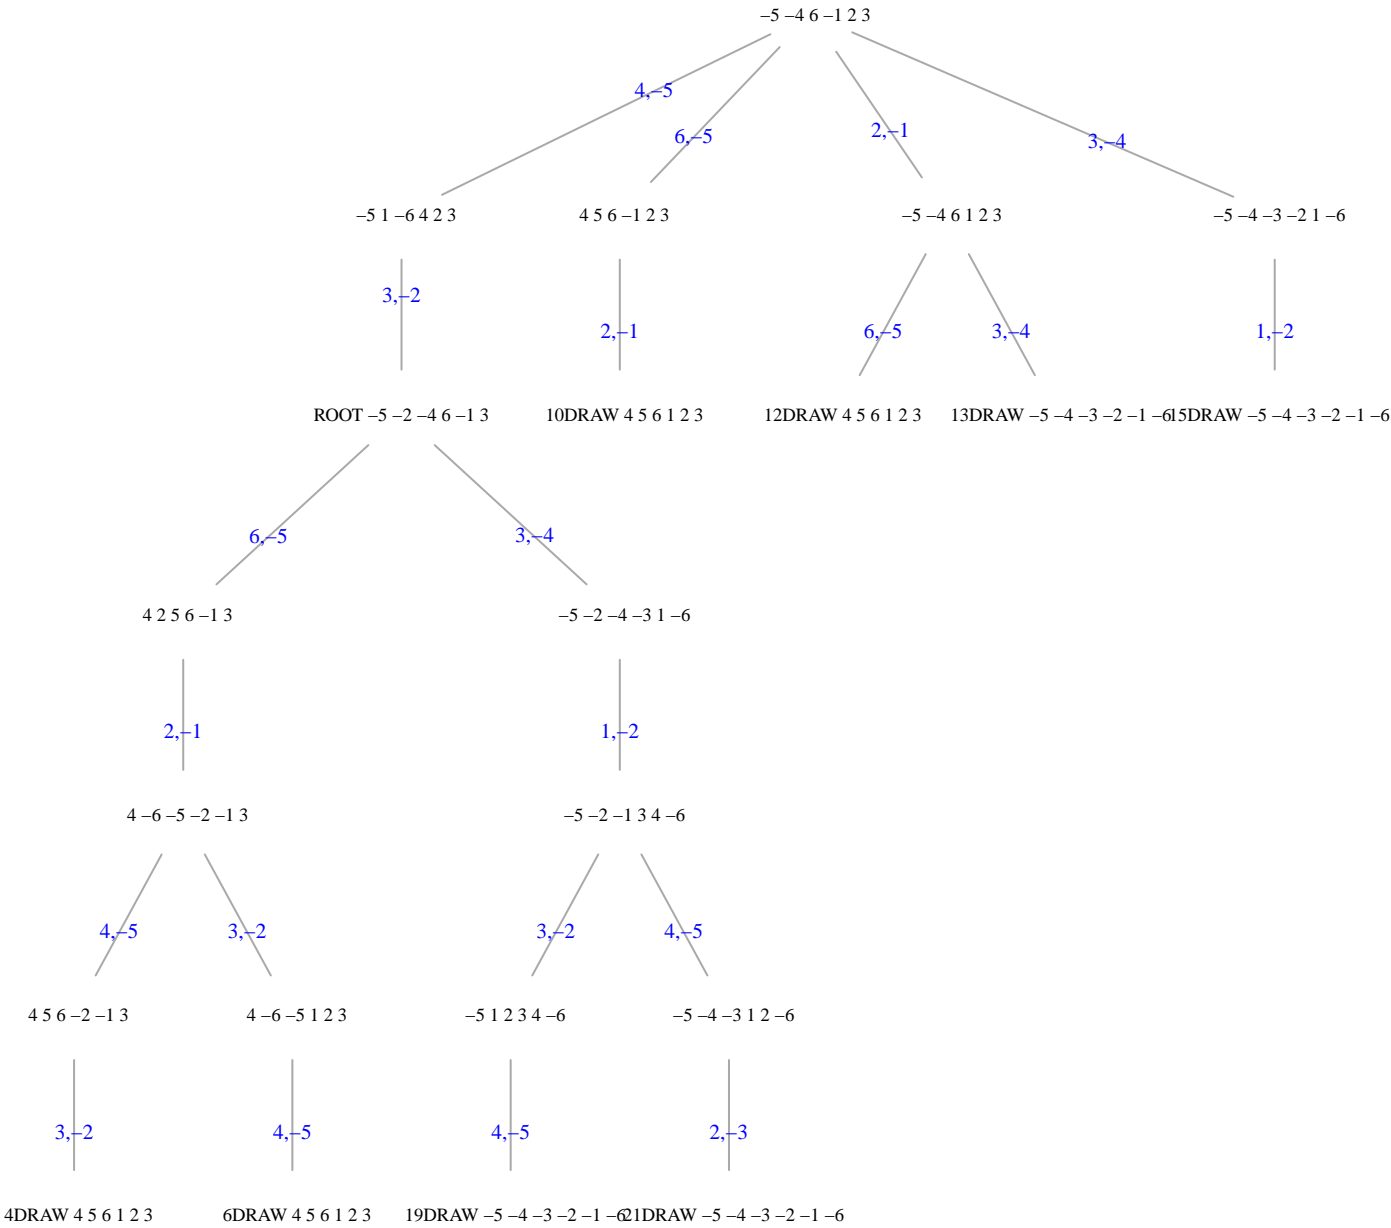 –5 –4 6 –1 2 3
4,–5
6,–5
2,–1
3,–4
–5 1 –6 4 2 3
4 5 6 –1 2 3
–5 –4 6 1 2 3
–5 –4 –3 –2 1 –6
3,–2
2,–1
6,–5
3,–4
1,–2
ROOT –5 –2 –4 6 –1 3
10DRAW 4 5 6 1 2 3
12DRAW 4 5 6 1 2 3
13DRAW –5 –4 –3 –2 –1 –6
15DRAW –5 –4 –3 –2 –1 –6
6,–5
3,–4
4 2 5 6 –1 3
–5 –2 –4 –3 1 –6
2,–1
1,–2
4 –6 –5 –2 –1 3
–5 –2 –1 3 4 –6
4,–5
3,–2
3,–2
4,–5
4 5 6 –2 –1 3
4 –6 –5 1 2 3
–5 1 2 3 4 –6
–5 –4 –3 1 2 –6
3,–2
4,–5
4,–5
2,–3
4DRAW 4 5 6 1 2 3
6DRAW 4 5 6 1 2 3
19DRAW –5 –4 –3 –2 –1 –6
21DRAW –5 –4 –3 –2 –1 –6